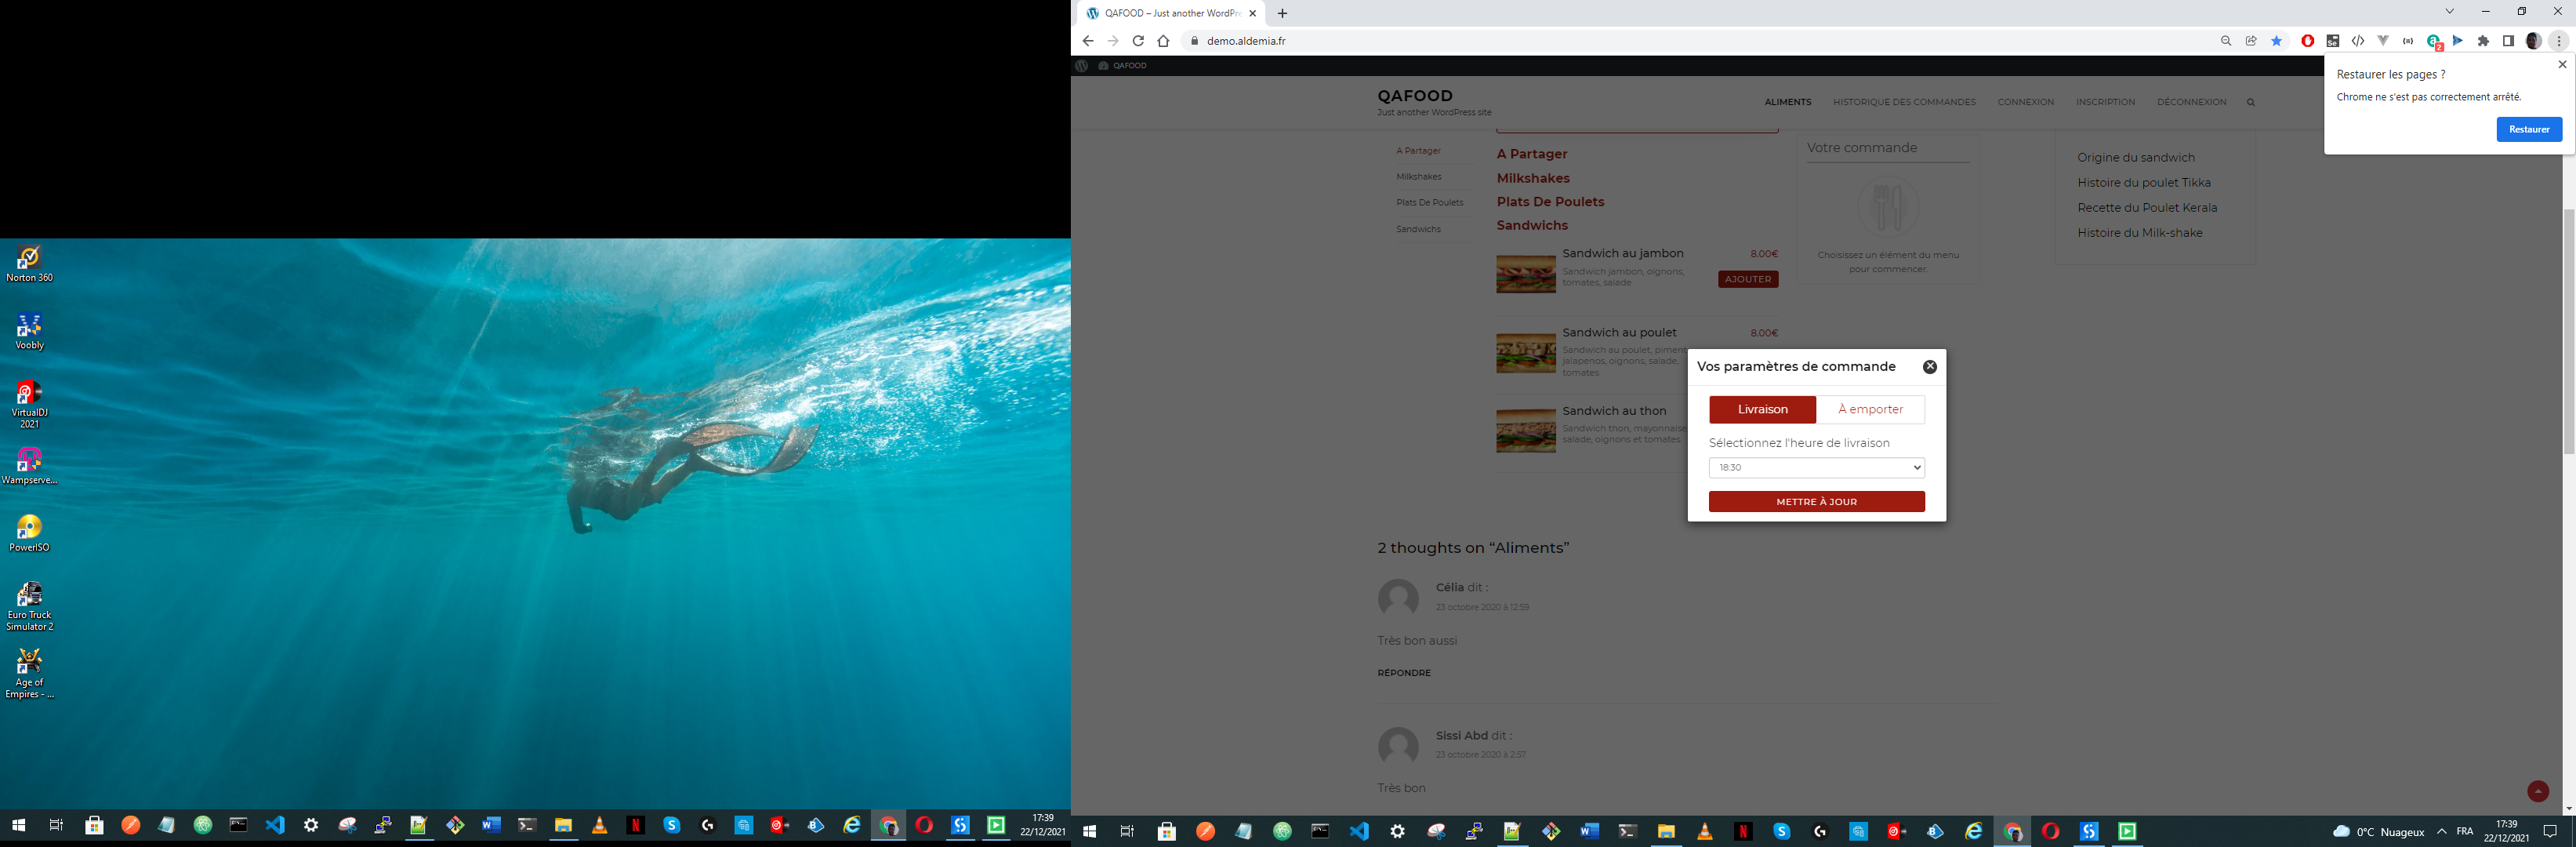 Norton 360
Voobly
VirtualDJ
2021
Wampserve...
PowerISO
Euro Truck
Simulator 2
Age of
Empires - ...
17:39
22/12/2021
QAFOOD – Just another WordPre
demo.aldemia.fr
QAFOOD
Restaurer les pages ?
Chrome ne s'est pas correctement arrêté.
Restaurer
QAFOOD
Just another WordPress site
ALIMENTS
HISTORIQUE DES COMMANDES
CONNEXION
INSCRIPTION
DÉCONNEXION
A Partager
Milkshakes
Plats De Poulets
Sandwichs
A Partager
Milkshakes
Plats De Poulets
Sandwichs
Sandwich au jambon
8.00€
Sandwich jambon, oignons,
tomates, salade
AJOUTER
Sandwich au poulet
8.00€
Sandwich au poulet, piment
jalapenos, oignons, salade,
tomates
Sandwich au thon
Sandwich thon, mayonnaise
salade, oignons et tomates
Votre commande
Choisissez un élément du menu
pour commencer.
Origine du sandwich
Histoire du poulet Tikka
Recette du Poulet Kerala
Histoire du Milk-shake
Vos paramètres de commande
Livraison
À emporter
Sélectionnez l'heure de livraison
18:30
METTRE À JOUR
2 thoughts on “Aliments”
Célia dit :
23 octobre 2020 à 12:59
Très bon aussi
RÉPONDRE
Sissi Abd dit :
23 octobre 2020 à 2:57
Très bon
0°C Nuageux
FRA
17:39
22/12/2021